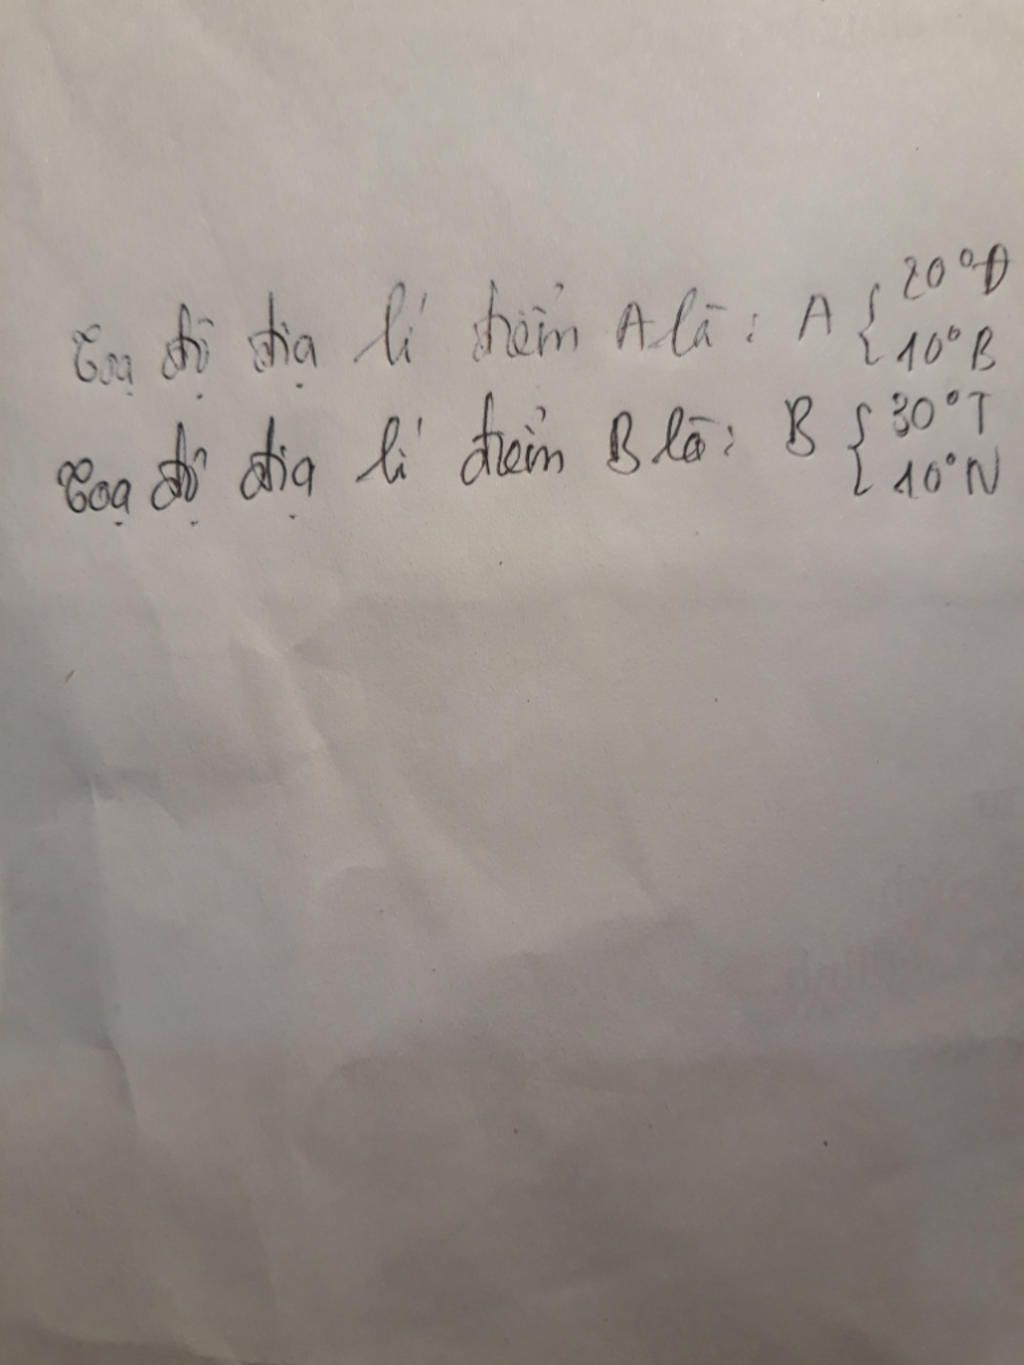 Toạ độ địa lí điểm A là: A { 20°Đ
10°B
Toạ độ địa lí điểm B là: B { 30°T
10°N